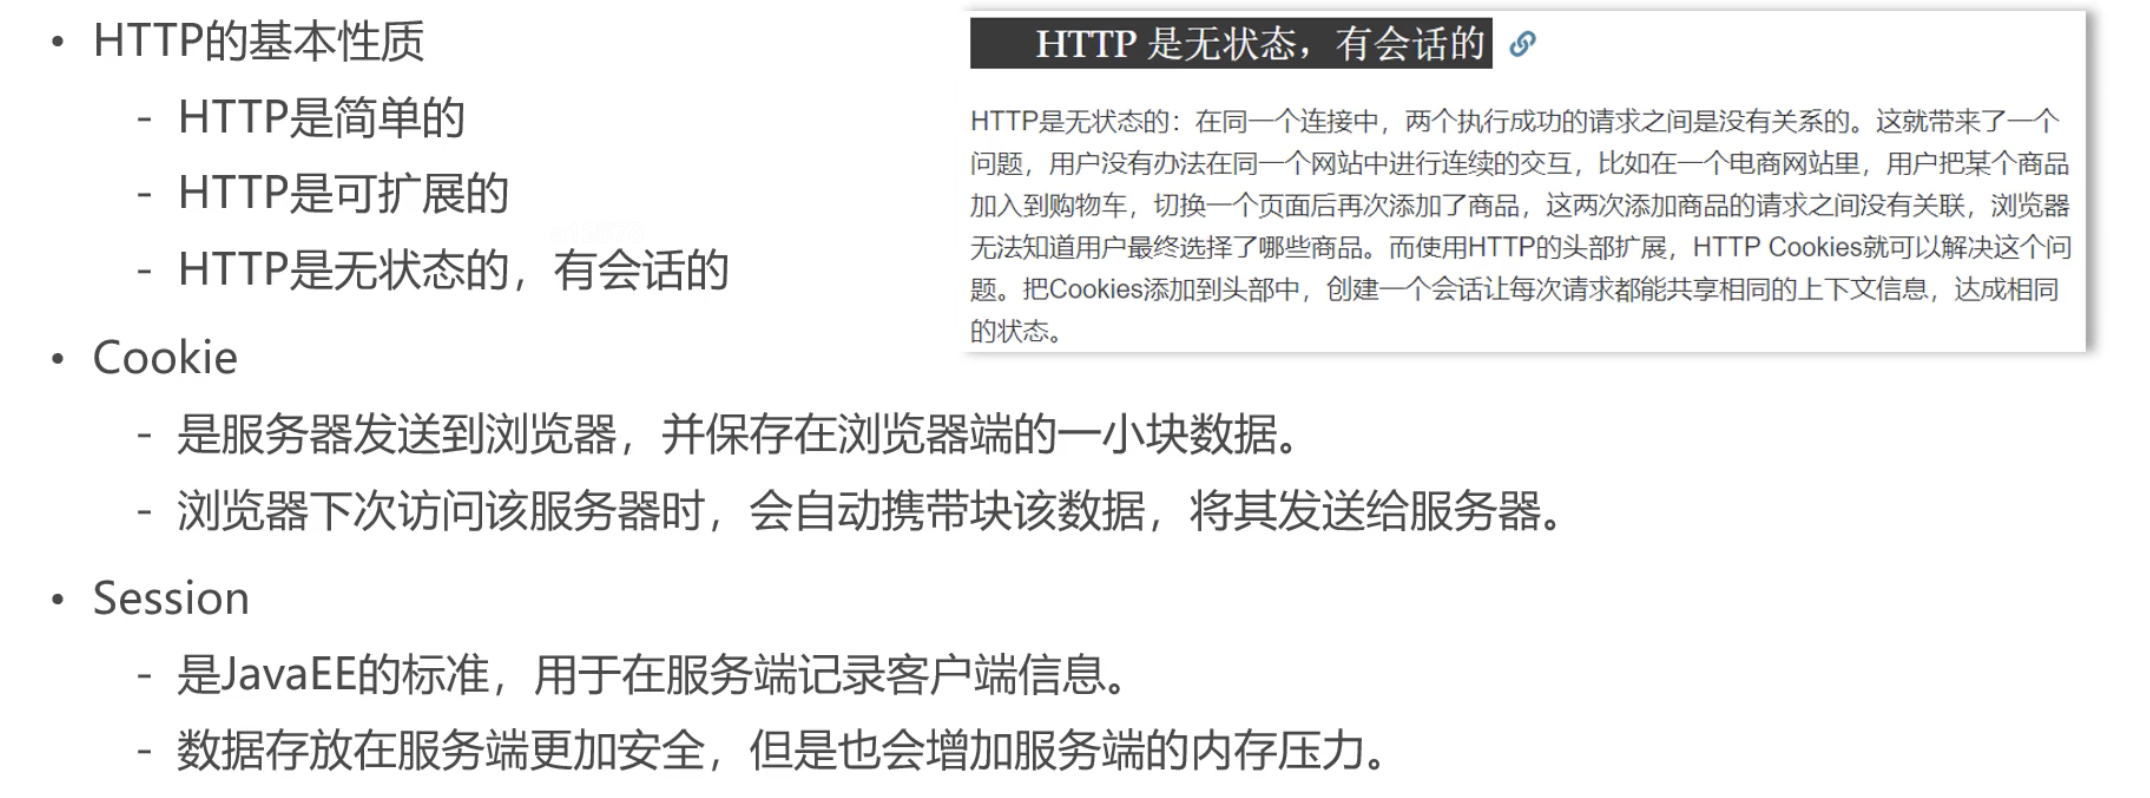 • HTTP的基本性质
- HTTP是简单的
- HTTP是可扩展的
- HTTP是无状态的，有会话的
HTTP 是无状态，有会话的
HTTP是无状态的：在同一个连接中，两个执行成功的请求之间是没有关系的。这就带来了一个
问题，用户没有办法在同一个网站中进行连续的交互，比如在一个电商网站里，用户把某个商品
加入到购物车，切换一个页面后再次添加了商品，这两次添加商品的请求之间没有关联，浏览器
无法知道用户最终选择了哪些商品。而使用HTTP的头部扩展，HTTP Cookies就可以解决这个问
题。把Cookies添加到头部中，创建一个会话让每次请求都能共享相同的上下文信息，达成相同
的状态。
• Cookie
- 是服务器发送到浏览器，并保存在浏览器端的一小块数据。
- 浏览器下次访问该服务器时，会自动携带块该数据，将其发送给服务器。
• Session
- 是JavaEE的标准，用于在服务端记录客户端信息。
- 数据存放在服务端更加安全，但是也会增加服务端的内存压力。